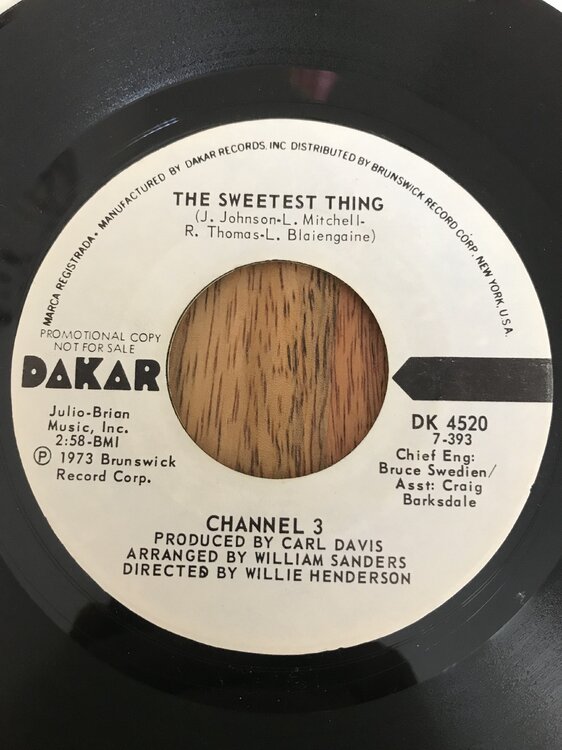 MARCA REGISTRADA • MANUFACTURED BY DAKAR RECORDS, INC DISTRIBUTED BY BRUNSWICK RECORD CORP. NEW YORK, U.S.A.
THE SWEETEST THING
(J. Johnson-L. Mitchell-
R. Thomas-L. Blaiengaine)
PROMOTIONAL COPY
NOT FOR SALE
DAKAR
Julio-Brian
Music, Inc.
2:58-BMI
Ⓟ 1973 Brunswick
Record Corp.
DK 4520
7-393
Chief Eng:
Bruce Swedien/
Asst: Craig
Barksdale
CHANNEL 3
PRODUCED BY CARL DAVIS
ARRANGED BY WILLIAM SANDERS
DIRECTED BY WILLIE HENDERSON